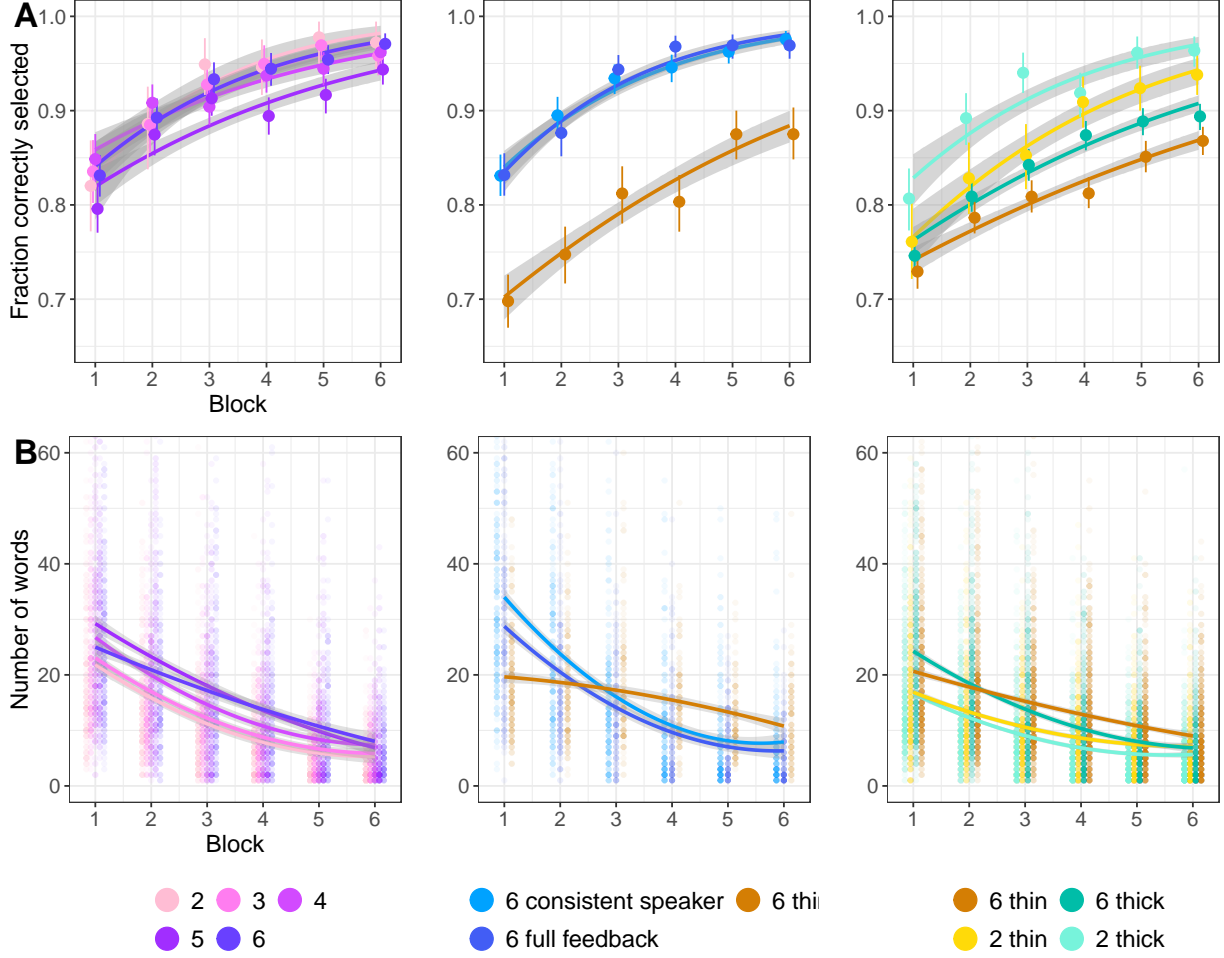 A
Fraction correctly selected
1.0
0.9
0.8
0.7
1 2 3 4 5 6
Block
1.0
0.9
0.8
0.7
1 2 3 4 5 6
1.0
0.9
0.8
0.7
1 2 3 4 5 6
B
Number of words
60
40
20
0
1 2 3 4 5 6
Block
60
40
20
0
1 2 3 4 5 6
60
40
20
0
1 2 3 4 5 6
2 3 4
5 6
6 consistent speaker 6 thi
6 full feedback
6 thin 6 thick
2 thin 2 thick